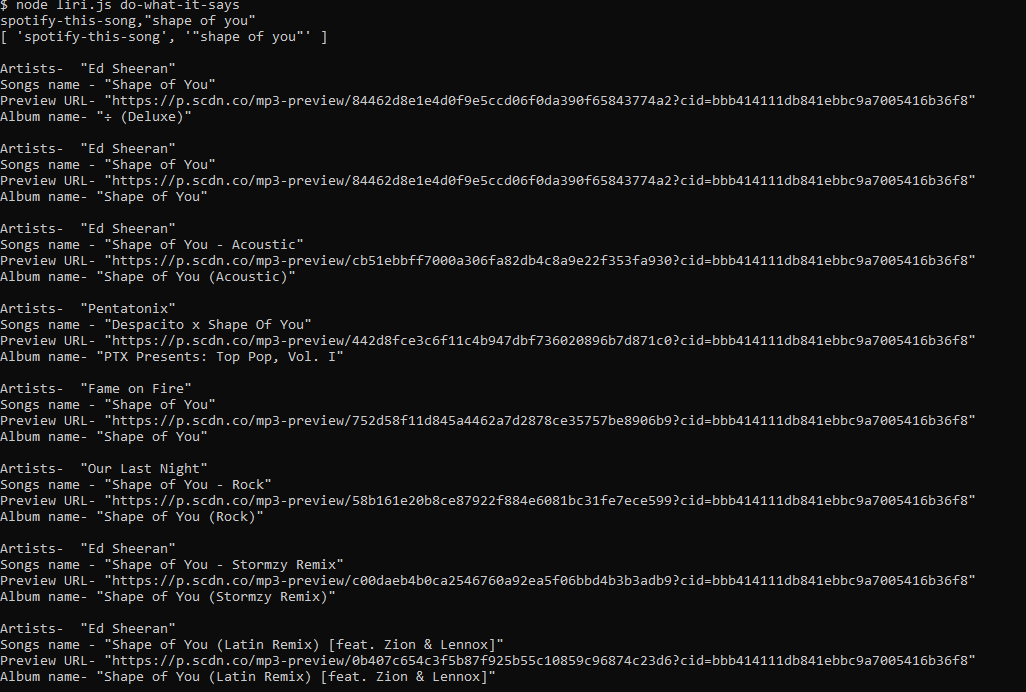 $ node liri.js do-what-it-says
spotify-this-song,"shape of you"
[ 'spotify-this-song', '"shape of you"' ]
Artists-  "Ed Sheeran"
Songs name - "Shape of You"
Preview URL- "https://p.scdn.co/mp3-preview/84462d8e1e4d0f9e5ccd06f0da390f65843774a2?cid=bbb414111db841ebbc9a7005416b36f8"
Album name- "÷ (Deluxe)"
Artists-  "Ed Sheeran"
Songs name - "Shape of You"
Preview URL- "https://p.scdn.co/mp3-preview/84462d8e1e4d0f9e5ccd06f0da390f65843774a2?cid=bbb414111db841ebbc9a7005416b36f8"
Album name- "Shape of You"
Artists-  "Ed Sheeran"
Songs name - "Shape of You - Acoustic"
Preview URL- "https://p.scdn.co/mp3-preview/cb51ebbff7000a306fa82db4c8a9e22f353fa930?cid=bbb414111db841ebbc9a7005416b36f8"
Album name- "Shape of You (Acoustic)"
Artists-  "Pentatonix"
Songs name - "Despacito x Shape Of You"
Preview URL- "https://p.scdn.co/mp3-preview/442d8fce3c6f11c4b947dbf736020896b7d871c0?cid=bbb414111db841ebbc9a7005416b36f8"
Album name- "PTX Presents: Top Pop, Vol. I"
Artists-  "Fame on Fire"
Songs name - "Shape of You"
Preview URL- "https://p.scdn.co/mp3-preview/752d58f11d845a4462a7d2878ce35757be8906b9?cid=bbb414111db841ebbc9a7005416b36f8"
Album name- "Shape of You"
Artists-  "Our Last Night"
Songs name - "Shape of You - Rock"
Preview URL- "https://p.scdn.co/mp3-preview/58b161e20b8ce87922f884e6081bc31fe7ece599?cid=bbb414111db841ebbc9a7005416b36f8"
Album name- "Shape of You (Rock)"
Artists-  "Ed Sheeran"
Songs name - "Shape of You - Stormzy Remix"
Preview URL- "https://p.scdn.co/mp3-preview/c00daeb4b0ca2546760a92ea5f06bbd4b3b3adb9?cid=bbb414111db841ebbc9a7005416b36f8"
Album name- "Shape of You (Stormzy Remix)"
Artists-  "Ed Sheeran"
Songs name - "Shape of You (Latin Remix) [feat. Zion & Lennox]"
Preview URL- "https://p.scdn.co/mp3-preview/0b407c654c3f5b87f925b55c10859c96874c23d6?cid=bbb414111db841ebbc9a7005416b36f8"
Album name- "Shape of You (Latin Remix) [feat. Zion & Lennox]"